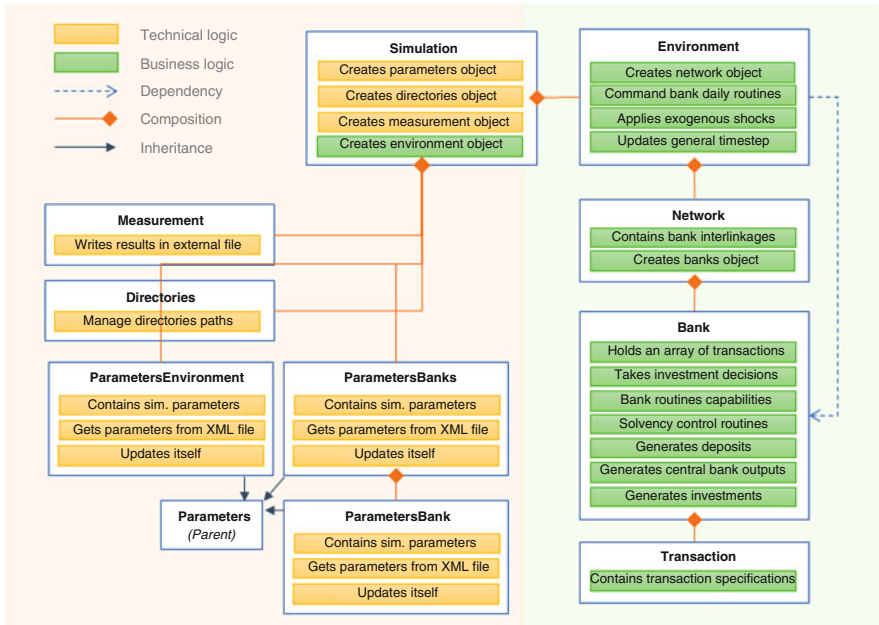 Technical logic
Business logic
Dependency
Composition
Inheritance
Simulation
Creates parameters object
Creates directories object
Creates measurement object
Creates environment object
Environment
Creates network object
Command bank daily routines
Applies exogenous shocks
Updates general timestep
Measurement
Writes results in external file
Network
Contains bank interlinkages
Creates banks object
Directories
Manage directories paths
Bank
Holds an array of transactions
Takes investment decisions
Bank routines capabilities
Solvency control routines
Generates deposits
Generates central bank outputs
Generates investments
ParametersEnvironment
Contains sim. parameters
Gets parameters from XML file
Updates itself
ParametersBanks
Contains sim. parameters
Gets parameters from XML file
Updates itself
Parameters
(Parent)
ParametersBank
Contains sim. parameters
Gets parameters from XML file
Updates itself
Transaction
Contains transaction specifications